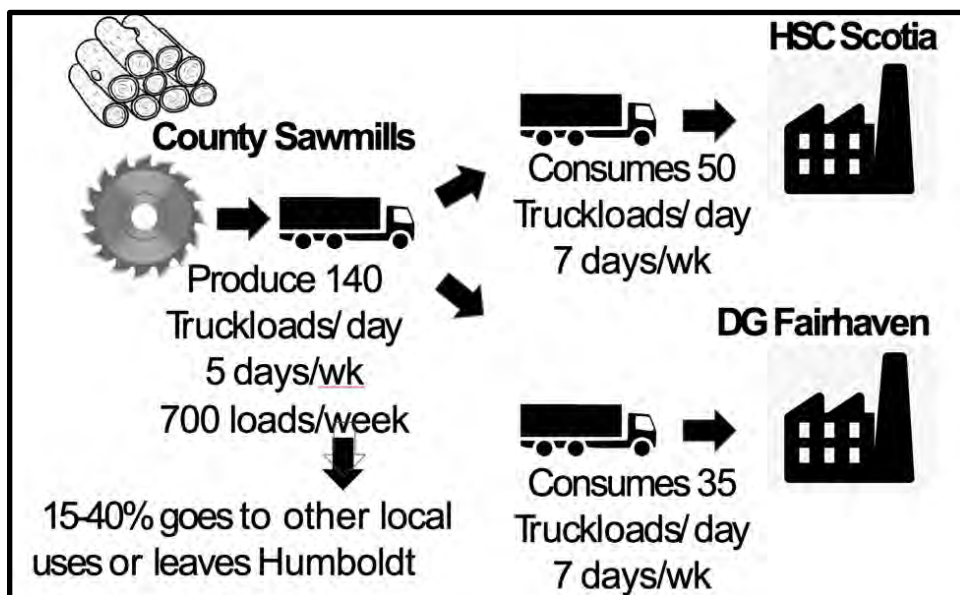 County Sawmills
Produce 140
Truckloads/ day
5 days/wk
700 loads/week
15-40% goes to other local
uses or leaves Humboldt
HSC Scotia
Consumes 50
Truckloads/ day
7 days/wk
DG Fairhaven
Consumes 35
Truckloads/ day
7 days/wk